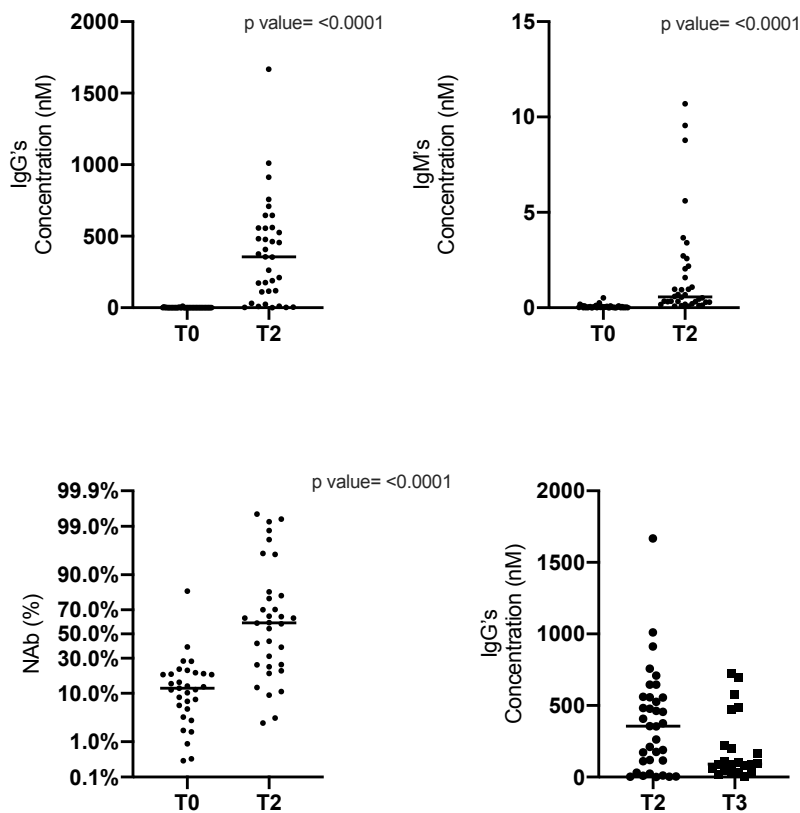 p value= <0.0001
2000
1500
1000
500
0
IgG's
Concentration (nM)
T0 T2
p value= <0.0001
15
10
5
0
IgM's
Concentration (nM)
T0 T2
p value= <0.0001
99.9%
99.0%
90.0%
70.0%
50.0%
30.0%
10.0%
1.0%
0.1%
NAb (%)
T0 T2
2000
1500
1000
500
0
IgG's
Concentration (nM)
T2 T3